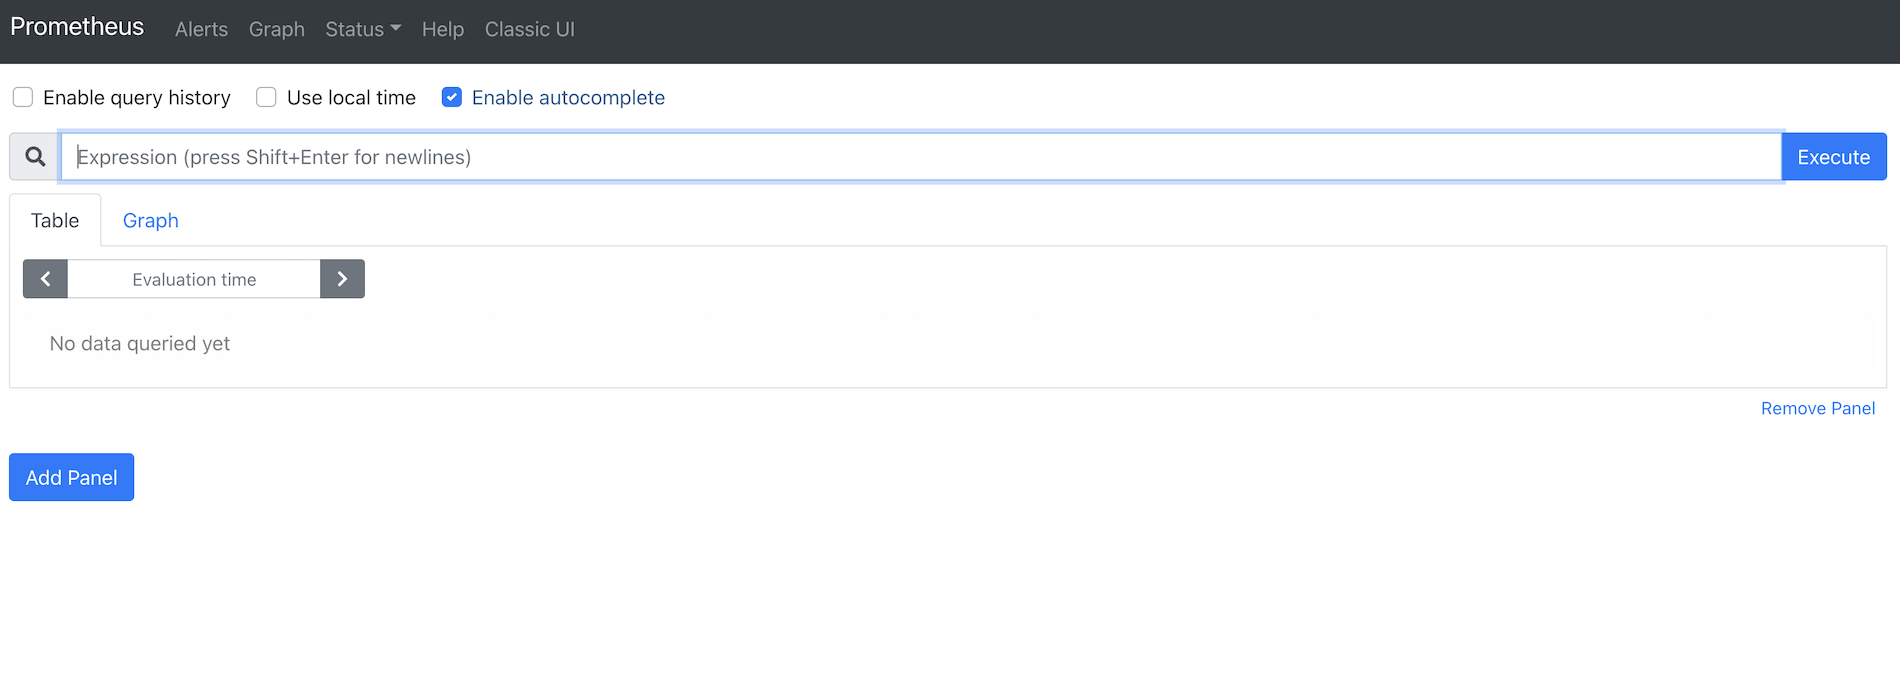 Prometheus Alerts Graph Status Help Classic UI
Enable query history Use local time Enable autocomplete
Expression (press Shift+Enter for newlines) Execute
Table Graph
Evaluation time
No data queried yet
Remove Panel
Add Panel